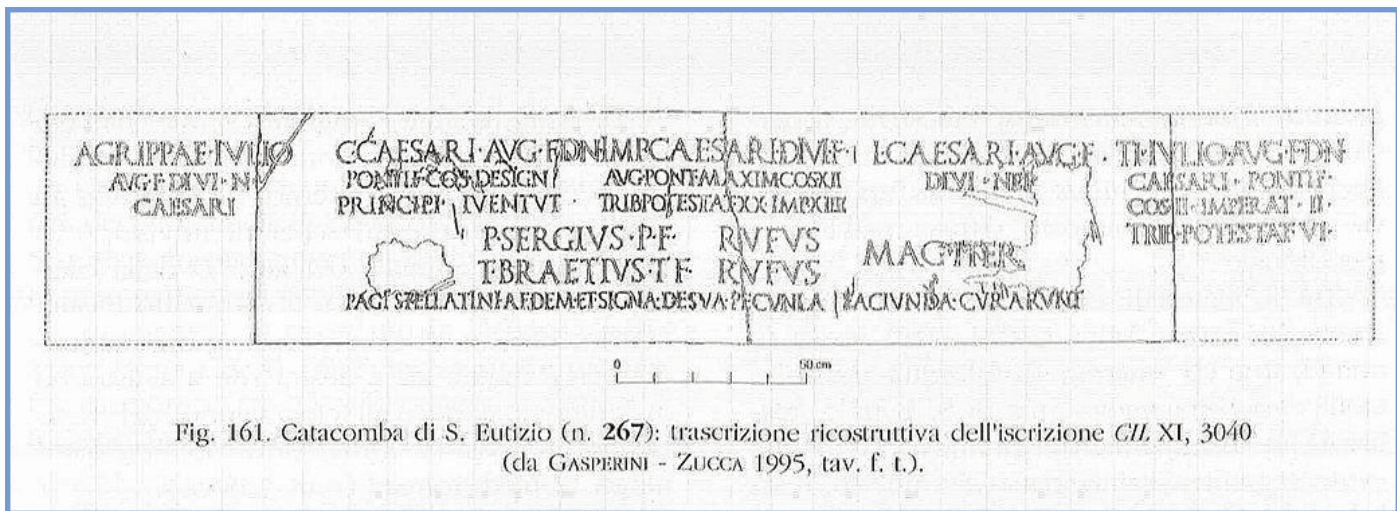 AGRIPPAE·IVLIO
AVG·F·DIVI·N·
CAESARI
C·CAESARI·AVG·F·D·N
PONTIF·COS·DESIGN
PRINCIPI·IVENTVT·
IMP·CAESARI·DIVI·F·
AVG·PONT·MAXIM·COS·XII
TRIB·POTESTAT·XX·IMP·XIIII
L·CAESARI·AVG·F·
DIVI·NEP
TI·IVLIO·AVG·F·D·N
CAESARI·PONTIF·
COS·II·IMPERAT·II
TRIB·POTESTAT·VI·
P·SERGIVS·P·F· RVFVS
T·BRAETIVS·T·F RVFVS
MAG·ITER
PAGI·STELLATINI·AEDEM·ET·SIGNA·DE·SVA·PECVNIA FACIVNDA·CVRARVNT
0 50 cm
Fig. 161. Catacomba di S. Eutizio (n. 267): trascrizione ricostruttiva dell'iscrizione CIL XI, 3040
(da GASPERINI - ZUCCA 1995, tav. f. t.).